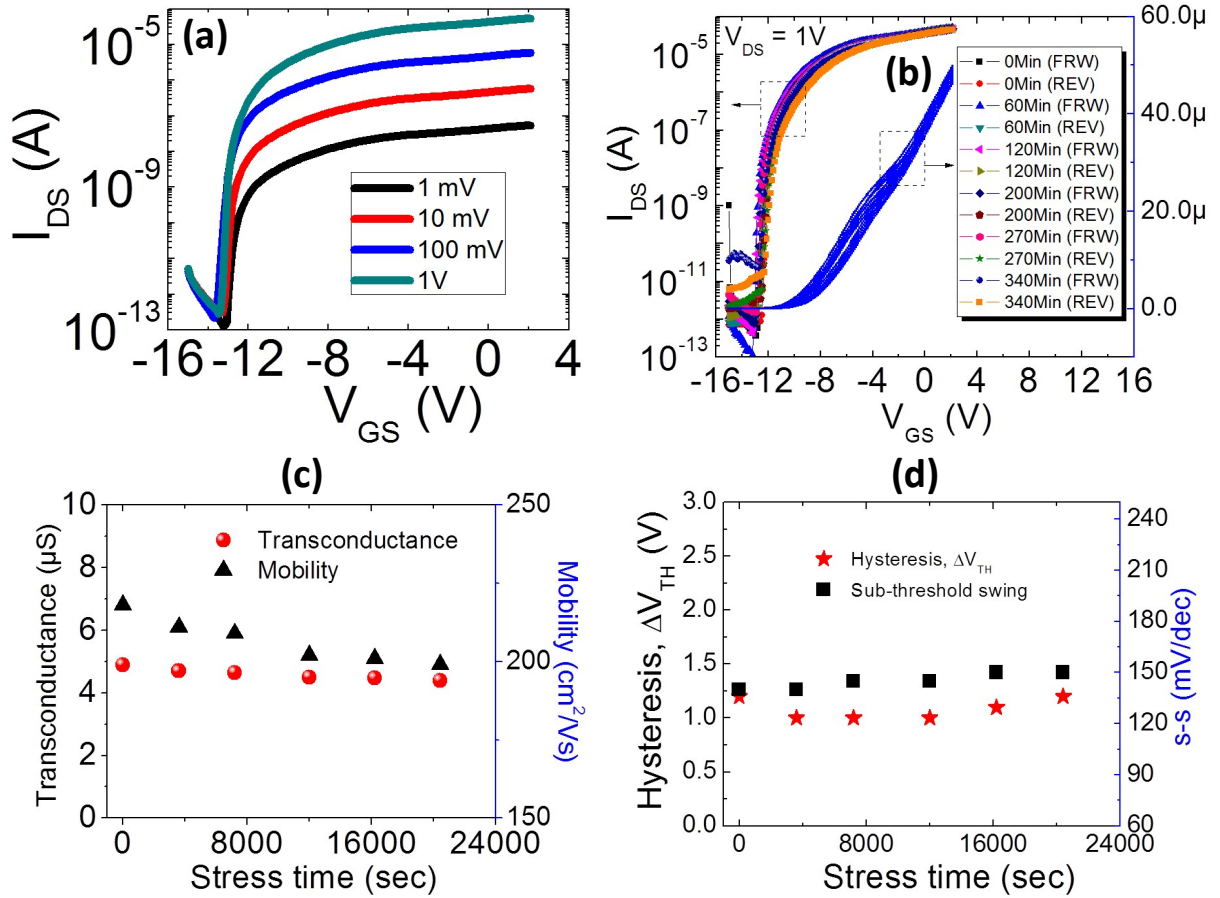 (a)
10⁻⁵
10⁻⁷
10⁻⁹
10⁻¹¹
10⁻¹³
I_DS (A)
1 mV
10 mV
100 mV
1V
-16 -12 -8 -4 0 4
V_GS (V)
(b)
V_DS = 1V
10⁻⁵
10⁻⁷
10⁻⁹
10⁻¹¹
10⁻¹³
I_DS (A)
0Min (FRW)
0Min (REV)
60Min (FRW)
60Min (REV)
120Min (FRW)
120Min (REV)
200Min (FRW)
200Min (REV)
270Min (FRW)
270Min (REV)
340Min (FRW)
340Min (REV)
60.0µ
40.0µ
20.0µ
0.0
-16 -12 -8 -4 0 4 8 12 16
V_GS (V)
(c)
10
8
6
4
2
0
Transconductance (µS)
Transconductance
Mobility
250
200
150
Mobility (cm²/Vs)
0 8000 16000 24000
Stress time (sec)
(d)
3.0
2.5
2.0
1.5
1.0
0.5
0.0
Hysteresis, ΔV_TH (V)
Hysteresis, ΔV_TH
Sub-threshold swing
240
210
180
150
120
90
60
s-s (mV/dec)
0 8000 16000 24000
Stress time (sec)